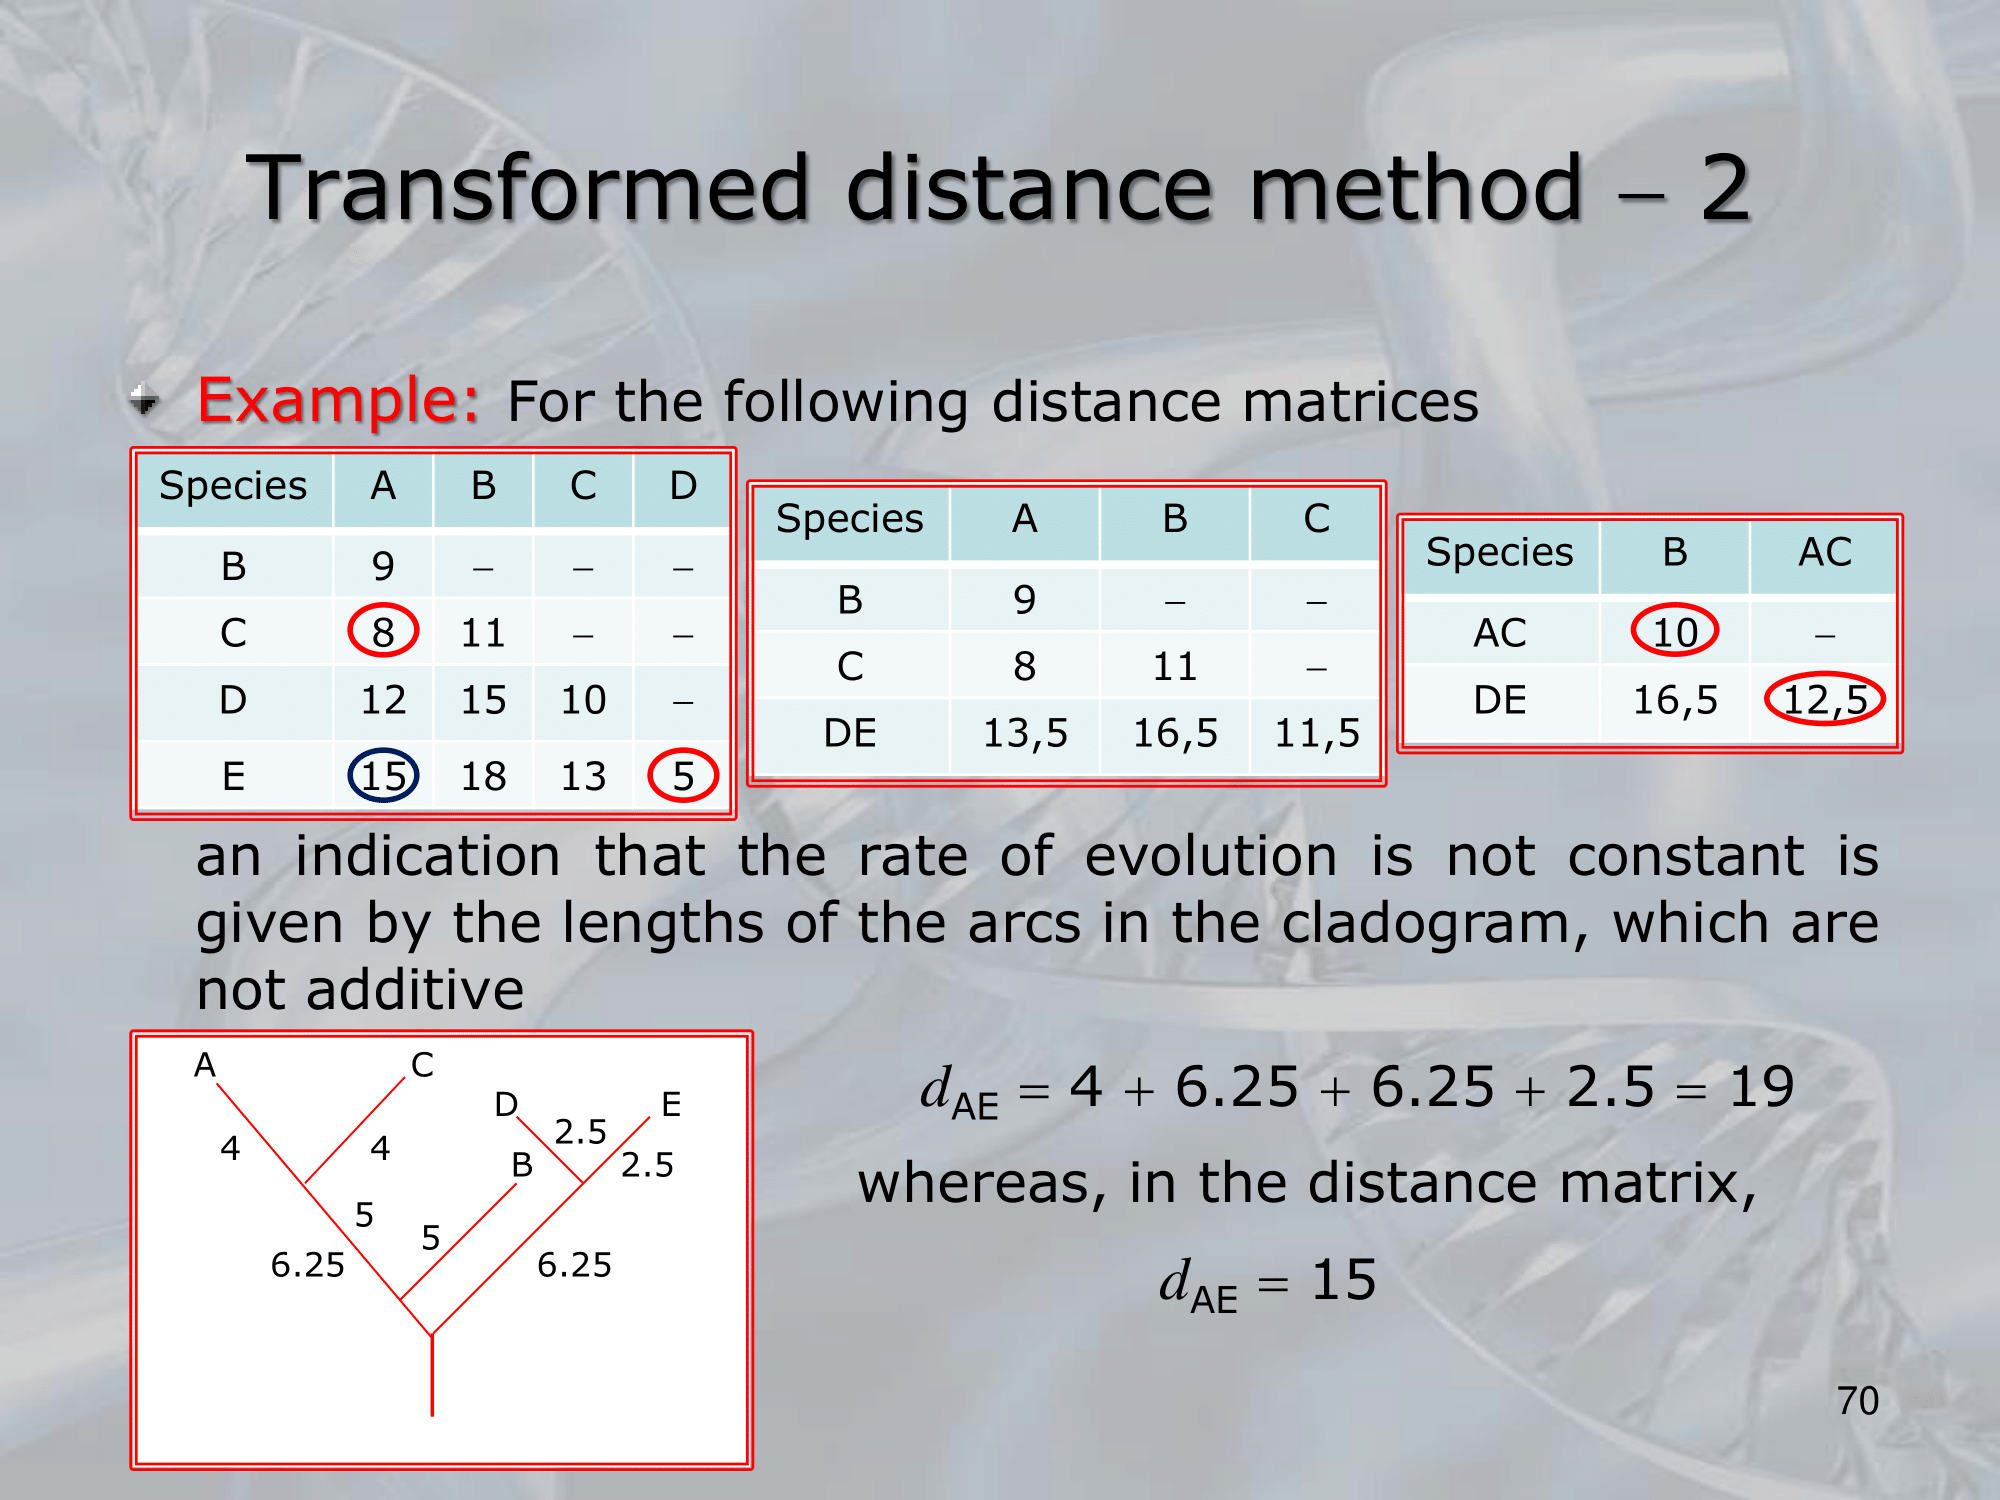 Transformed distance method – 2
Example: For the following distance matrices
Species A B C D
B 9 – – –
C 8 11 – –
D 12 15 10 –
E 15 18 13 5
Species A B C
B 9 – –
C 8 11 –
DE 13,5 16,5 11,5
Species B AC
AC 10 –
DE 16,5 12,5
an indication that the rate of evolution is not constant is
given by the lengths of the arcs in the cladogram, which are
not additive
A C
D E
2.5
4 4 B 2.5
5
5
6.25 6.25
dAE = 4 + 6.25 + 6.25 + 2.5 = 19
whereas, in the distance matrix,
dAE = 15
70